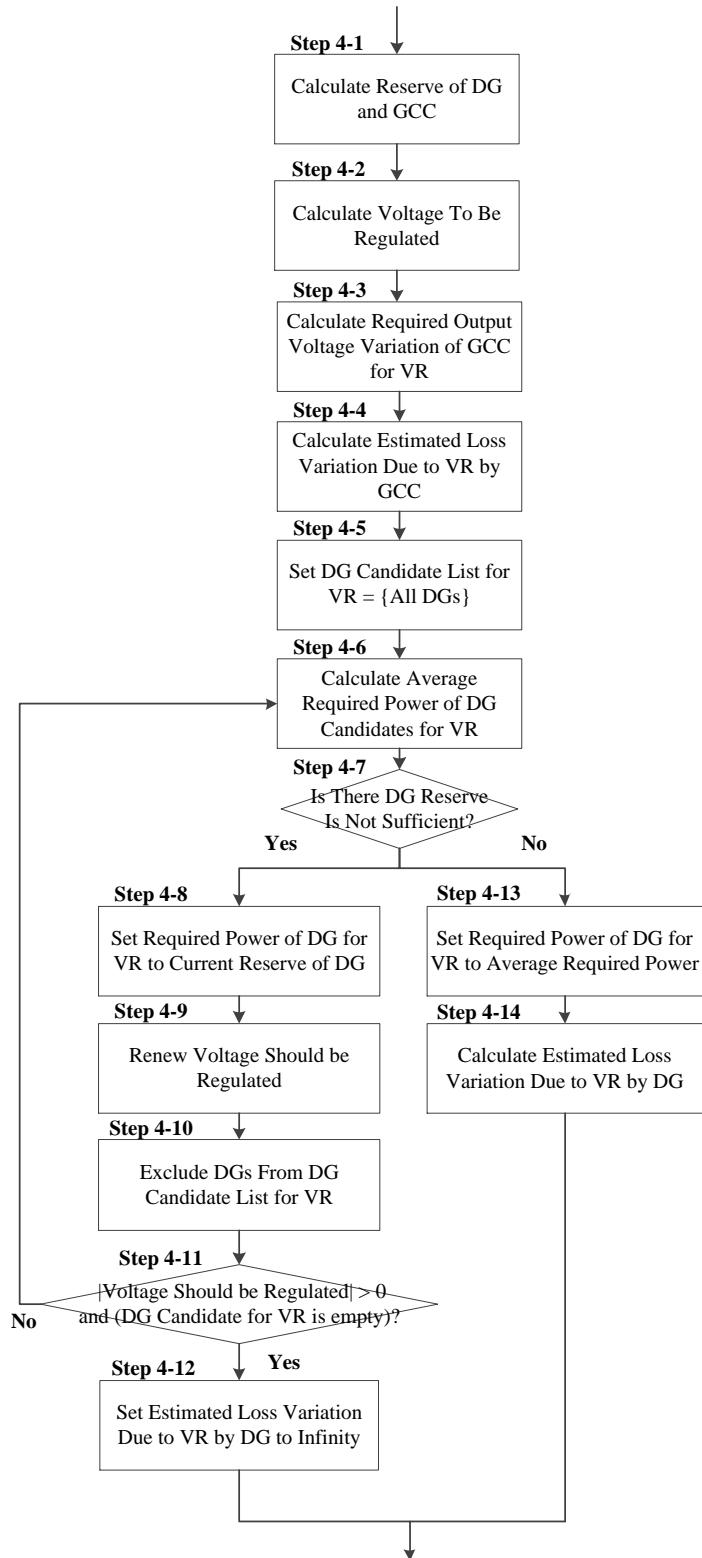 Step 4-1
Calculate Reserve of DG
and GCC
Step 4-2
Calculate Voltage To Be
Regulated
Step 4-3
Calculate Required Output
Voltage Variation of GCC
for VR
Step 4-4
Calculate Estimated Loss
Variation Due to VR by
GCC
Step 4-5
Set DG Candidate List for
VR = {All DGs}
Step 4-6
Calculate Average
Required Power of DG
Candidates for VR
Step 4-7
Is There DG Reserve
Is Not Sufficient?
Yes
No
Step 4-8
Set Required Power of DG for
VR to Current Reserve of DG
Step 4-9
Renew Voltage Should be
Regulated
Step 4-10
Exclude DGs From DG
Candidate List for VR
Step 4-11
|Voltage Should be Regulated| > 0
and (DG Candidate for VR is empty)?
No
Yes
Step 4-12
Set Estimated Loss Variation
Due to VR by DG to Infinity
Step 4-13
Set Required Power of DG for
VR to Average Required Power
Step 4-14
Calculate Estimated Loss
Variation Due to VR by DG